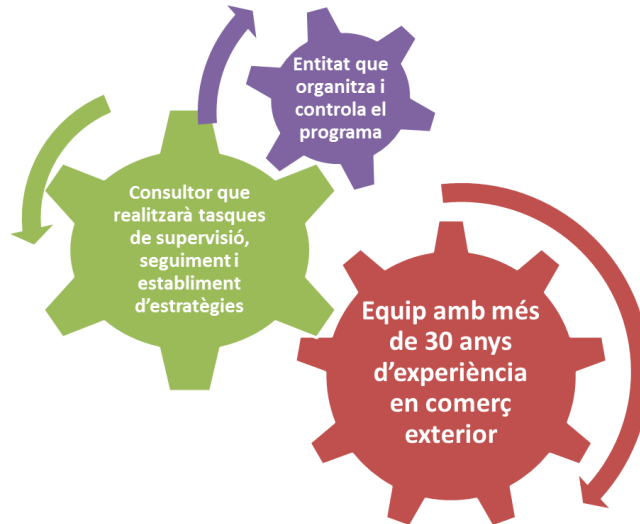 Entitat que
organitza i
controla el
programa
Consultor que
realitzarà tasques
de supervisió,
seguiment i
establiment
d'estratègies
Equip amb més
de 30 anys
d'experiència
en comerç
exterior